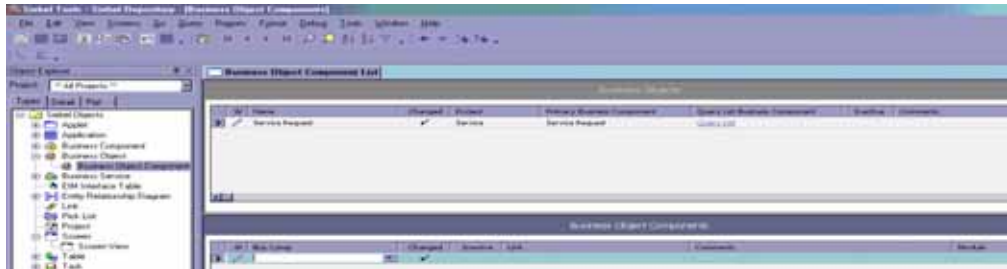 Siebel Tools - Siebel Repository - [Business Object Components]
File Edit View Screens Go Query Reports Format Debug Tools Window Help
Object Explorer
Project: ** All Projects **
Types Detail Flat
Siebel Objects
Applet
Application
Business Component
Business Object
Business Object Component
Business Service
EIM Interface Table
Entity Relationship Diagram
Link
Pick List
Project
Screen
Screen View
Table
Task
Business Object Component List
Business Objects
W Name Changed Project Primary Business Component Query List Business Component Inactive Comments
Service Request Service Service Request Query List
Business Object Components
W Bus Comp Changed Inactive Link Comments Module